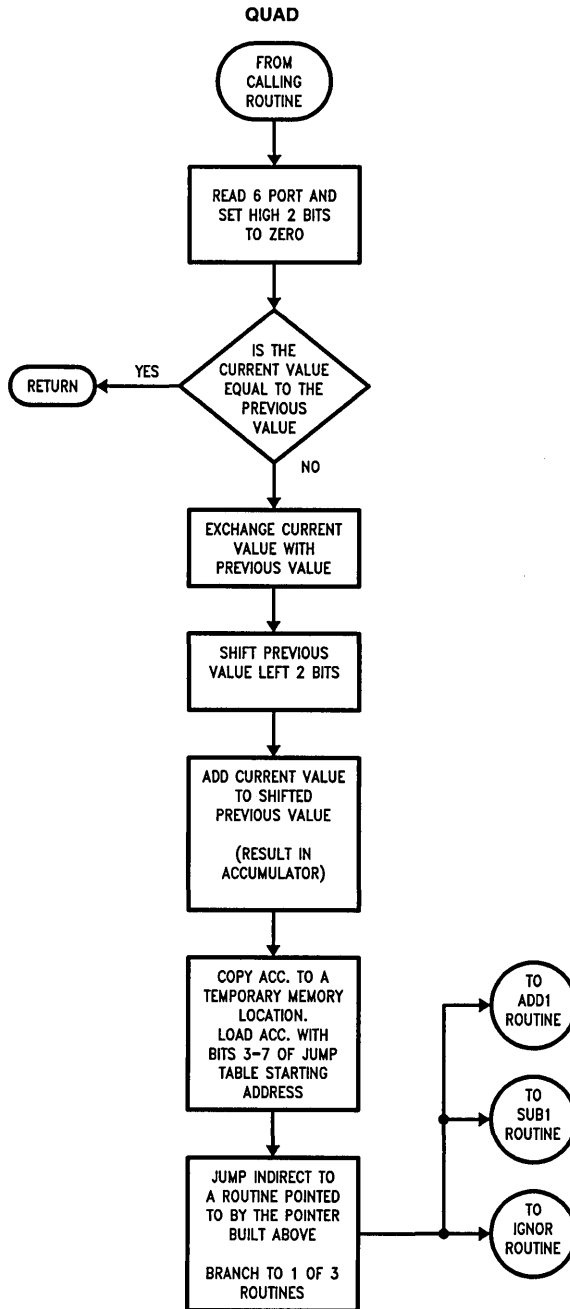 QUAD
FROM
CALLING
ROUTINE
READ 6 PORT AND
SET HIGH 2 BITS
TO ZERO
IS THE
CURRENT VALUE
EQUAL TO THE
PREVIOUS
VALUE
YES
RETURN
NO
EXCHANGE CURRENT
VALUE WITH
PREVIOUS VALUE
SHIFT PREVIOUS
VALUE LEFT 2 BITS
ADD CURRENT VALUE
TO SHIFTED
PREVIOUS VALUE
(RESULT IN
ACCUMULATOR)
COPY ACC. TO A
TEMPORARY MEMORY
LOCATION.
LOAD ACC. WITH
BITS 3-7 OF JUMP
TABLE STARTING
ADDRESS
JUMP INDIRECT TO
A ROUTINE POINTED
TO BY THE POINTER
BUILT ABOVE
BRANCH TO 1 OF 3
ROUTINES
TO
ADD1
ROUTINE
TO
SUB1
ROUTINE
TO
IGNOR
ROUTINE